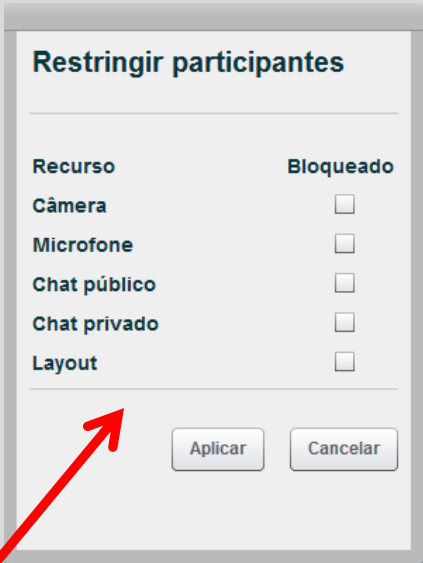 Restringir participantes
Recurso Bloqueado
Câmera
Microfone
Chat público
Chat privado
Layout
Aplicar Cancelar